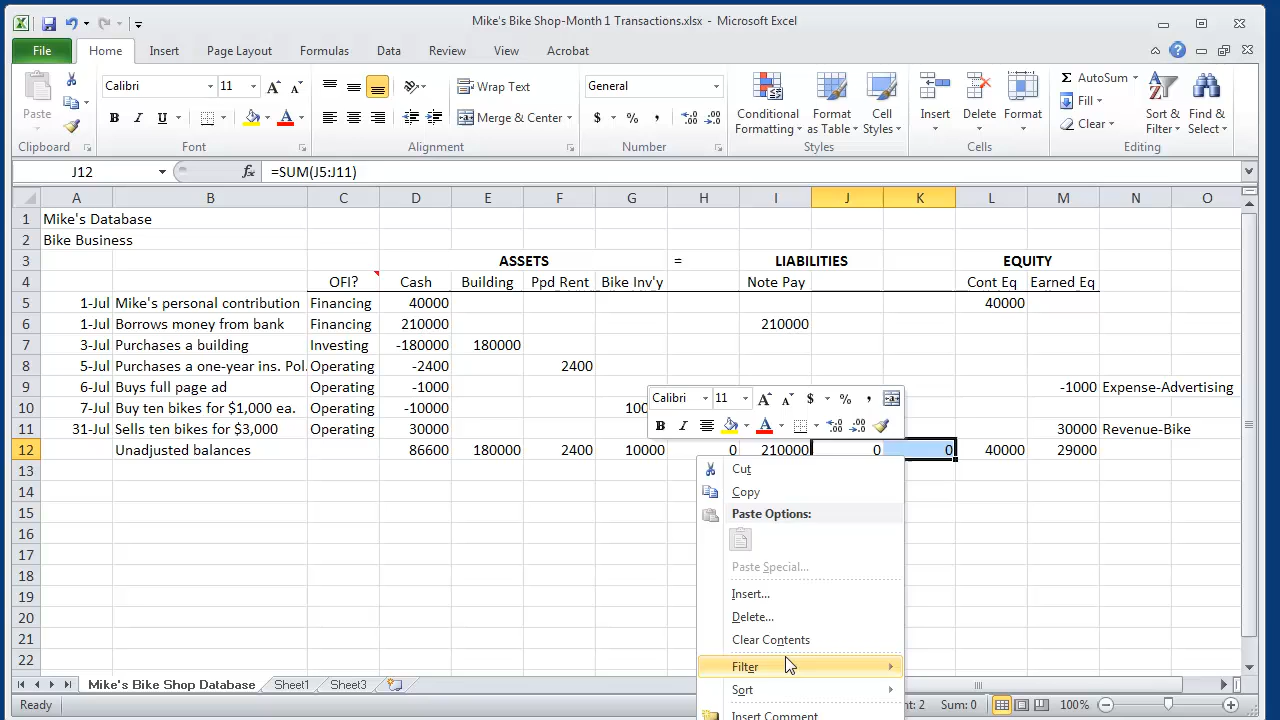 Mike's Bike Shop-Month 1 Transactions.xlsx - Microsoft Excel
File Home Insert Page Layout Formulas Data Review View Acrobat
Paste Calibri 11 Wrap Text General Conditional Formatting Format as Table Cell Styles Insert Delete Format AutoSum Sort & Filter Find & Select
B I U Merge & Center $ % , Fill
Clear
Clipboard Font Alignment Number Styles Cells Editing
J12 fx =SUM(J5:J11)
A B C D E F G H I J K L M N O
1 Mike's Database
2 Bike Business
3 ASSETS = LIABILITIES EQUITY
4 OFI? Cash Building Ppd Rent Bike Inv'y Note Pay Cont Eq Earned Eq
5 1-Jul Mike's personal contribution Financing 40000 40000
6 1-Jul Borrows money from bank Financing 210000 210000
7 3-Jul Purchases a building Investing -180000 180000
8 5-Jul Purchases a one-year ins. Pol. Operating -2400 2400
9 6-Jul Buys full page ad Operating -1000 -1000 Expense-Advertising
10 7-Jul Buy ten bikes for $1,000 ea. Operating -10000 100
11 31-Jul Sells ten bikes for $3,000 Operating 30000 30000 Revenue-Bike
12 Unadjusted balances 86600 180000 2400 10000 0 210000 0 0 40000 29000
13
14
15
16
17
18
19
20
21
22
Calibri 11 A A $ % ,
B I A
Cut
Copy
Paste Options:
Paste Special...
Insert...
Delete...
Clear Contents
Filter
Sort
Insert Comment
Mike's Bike Shop Database Sheet1 Sheet3
Ready nt: 2 Sum: 0 100%